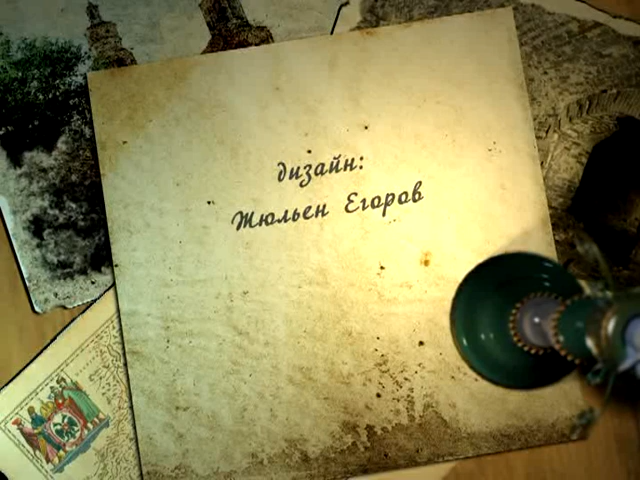 дизайн:
Жюльен Егоров